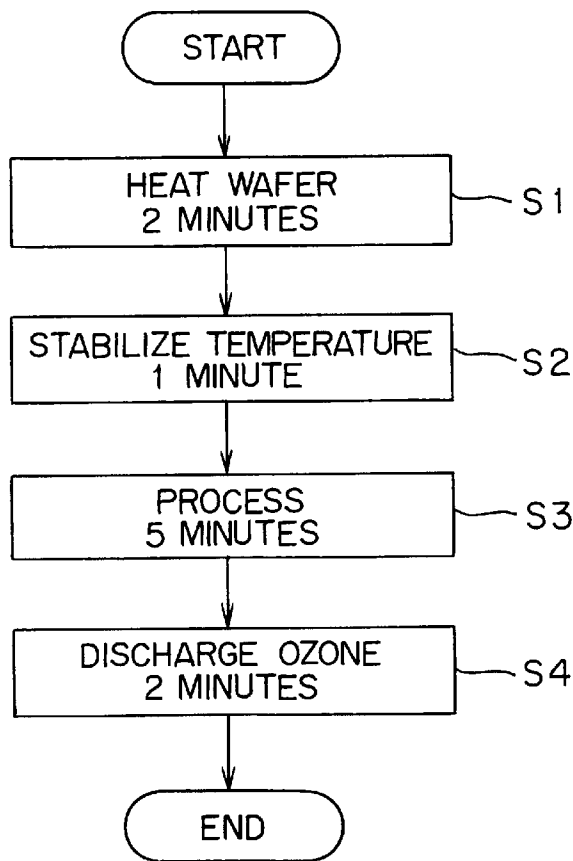 START
HEAT WAFER
2 MINUTES
S1
STABILIZE TEMPERATURE
1 MINUTE
S2
PROCESS
5 MINUTES
S3
DISCHARGE OZONE
2 MINUTES
S4
END